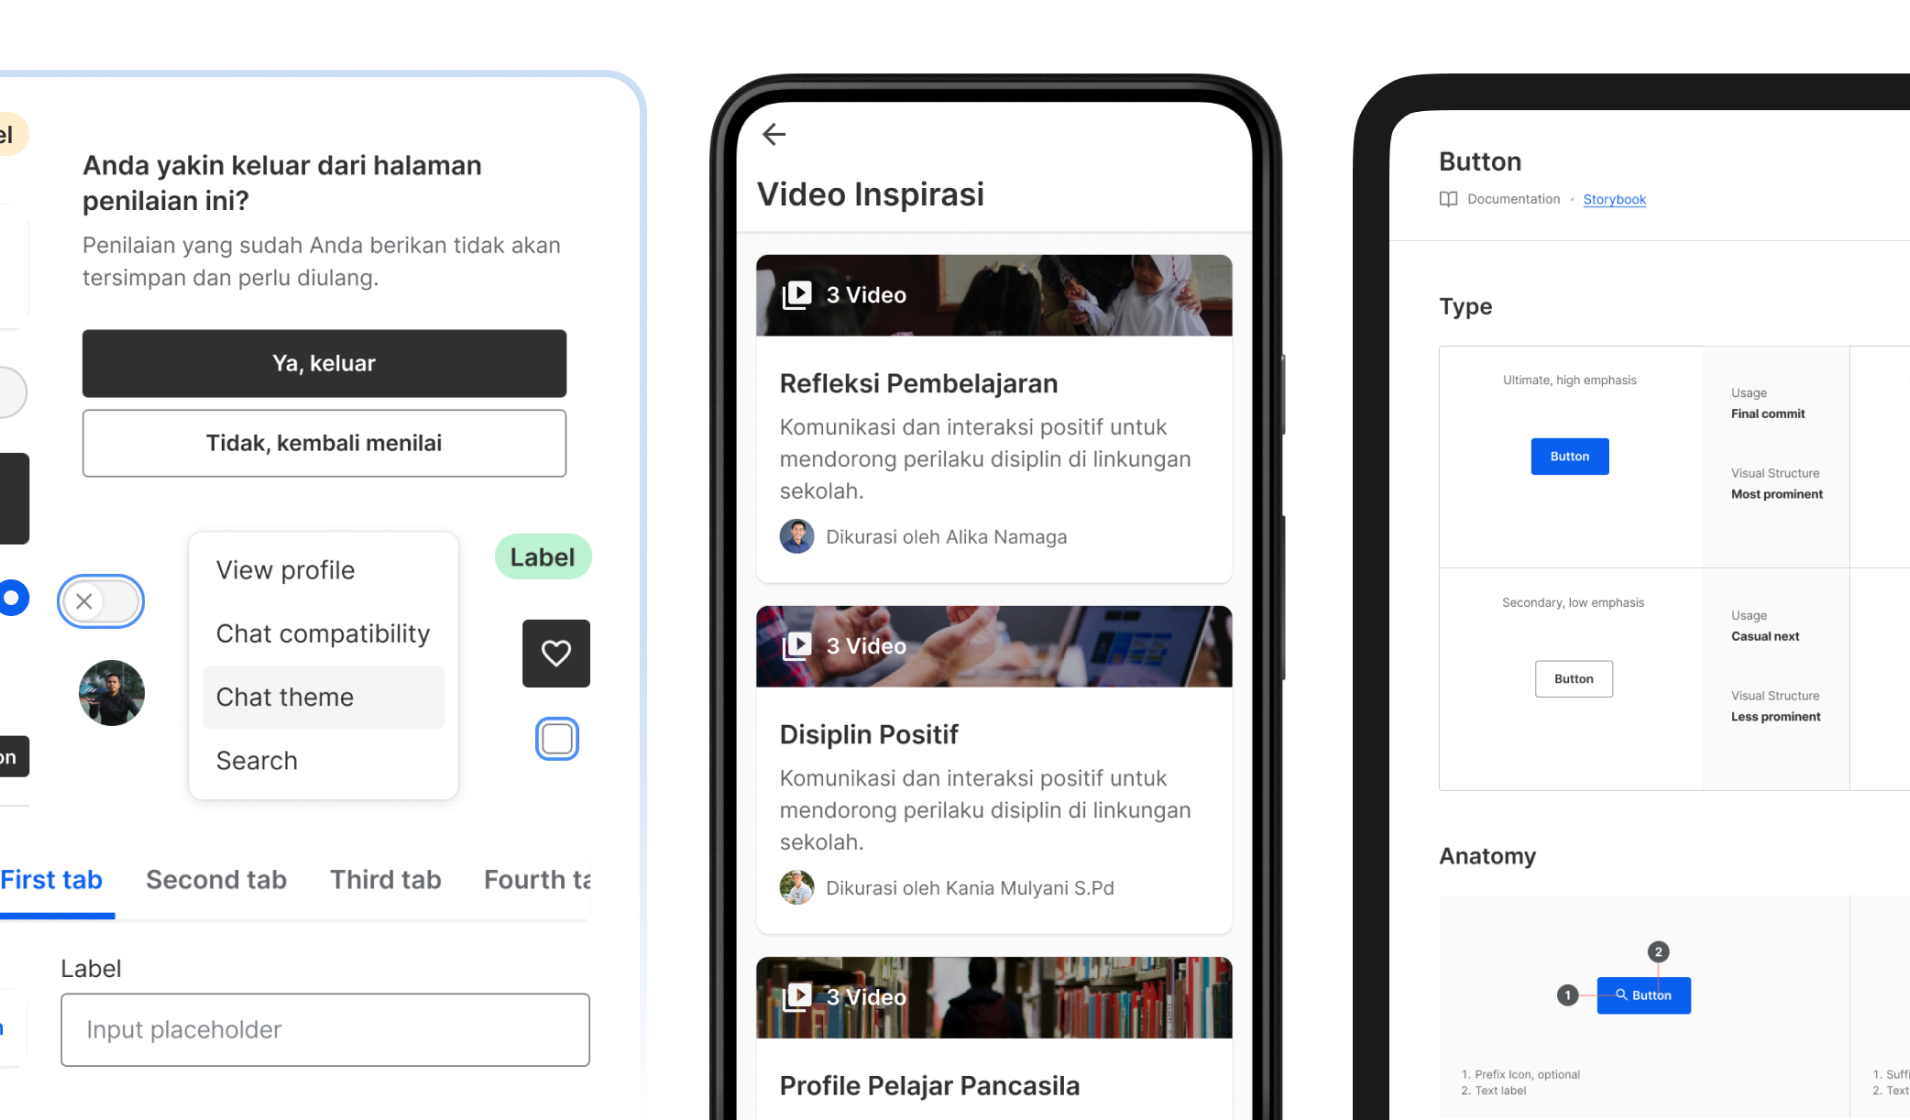 Anda yakin keluar dari halaman
penilaian ini?
Penilaian yang sudah Anda berikan tidak akan
tersimpan dan perlu diulang.
Ya, keluar
Tidak, kembali menilai
View profile
Chat compatibility
Chat theme
Search
Label
First tab
Second tab
Third tab
Fourth
Label
Input placeholder
Video Inspirasi
3 Video
Refleksi Pembelajaran
Komunikasi dan interaksi positif untuk
mendorong perilaku disiplin di linkungan
sekolah.
Dikurasi oleh Alika Namaga
3 Video
Disiplin Positif
Komunikasi dan interaksi positif untuk
mendorong perilaku disiplin di linkungan
sekolah.
Dikurasi oleh Kania Mulyani S.Pd
3 Video
Profile Pelajar Pancasila
Button
Documentation • Storybook
Type
Ultimate, high emphasis
Button
Usage
Final commit
Visual Structure
Most prominent
Secondary, low emphasis
Button
Usage
Casual next
Visual Structure
Less prominent
Anatomy
2
1
Button
1. Prefix Icon, optional
2. Text label
1.
2. Text